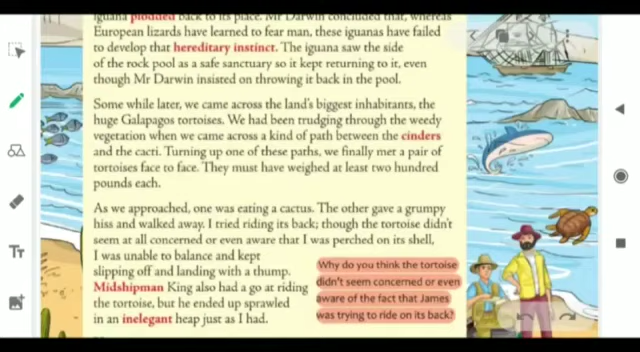 iguana plodded back to its place. Mr Darwin concluded that, whereas
European lizards have learned to fear man, these iguanas have failed
to develop that hereditary instinct. The iguana saw the side
of the rock pool as a safe sanctuary so it kept returning to it, even
though Mr Darwin insisted on throwing it back in the pool.
Some while later, we came across the land's biggest inhabitants, the
huge Galapagos tortoises. We had been trudging through the weedy
vegetation when we came across a kind of path between the cinders
and the cacti. Turning up one of these paths, we finally met a pair of
tortoises face to face. They must have weighed at least two hundred
pounds each.
As we approached, one was eating a cactus. The other gave a grumpy
hiss and walked away. I tried riding its back; though the tortoise didn't
seem at all concerned or even aware that I was perched on its shell,
I was unable to balance and kept
slipping off and landing with a thump.
Midshipman King also had a go at riding
the tortoise, but he ended up sprawled
in an inelegant heap just as I had.
Why do you think the tortoise
didn't seem concerned or even
aware of the fact that James
was trying to ride on its back?
Tт